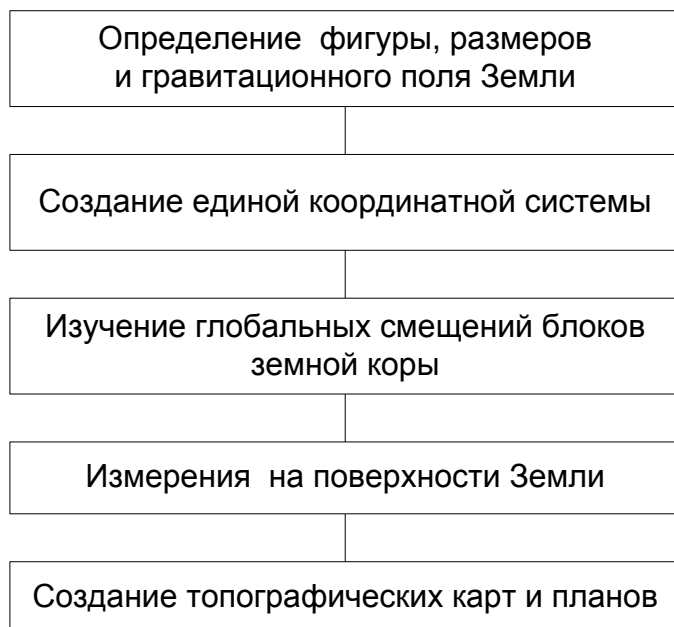 Определение фигуры, размеров
и гравитационного поля Земли
Создание единой координатной системы
Изучение глобальных смещений блоков
земной коры
Измерения на поверхности Земли
Создание топографических карт и планов